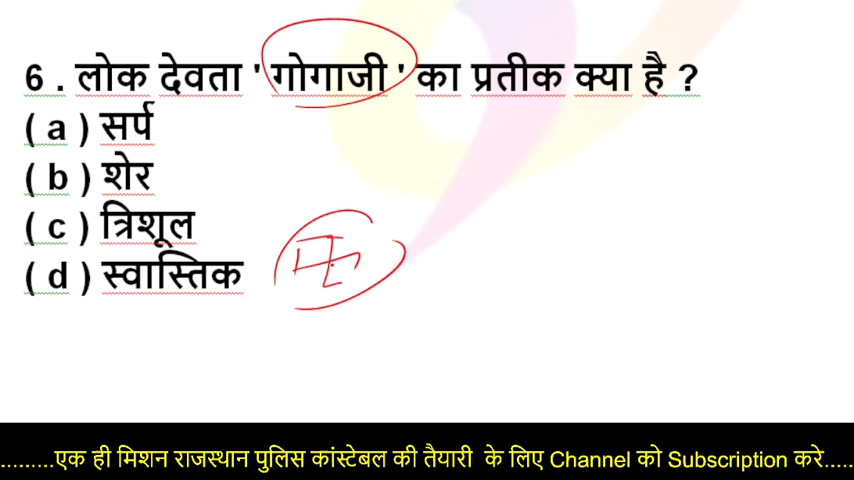 6 . लोक देवता ' गोगाजी ' का प्रतीक क्या है ?
( a ) सर्प
( b ) शेर
( c ) त्रिशूल
( d ) स्वास्तिक
.........एक ही मिशन राजस्थान पुलिस कांस्टेबल की तैयारी के लिए Channel को Subscription करे.....